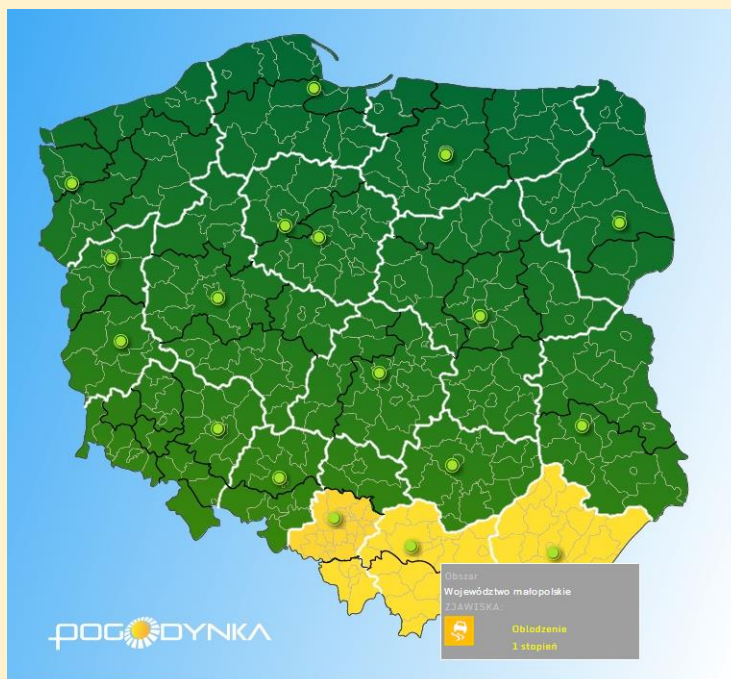 Obszar
Województwo małopolskie
ZJAWISKA:
Oblodzenie
1 stopień
POGODYNKA